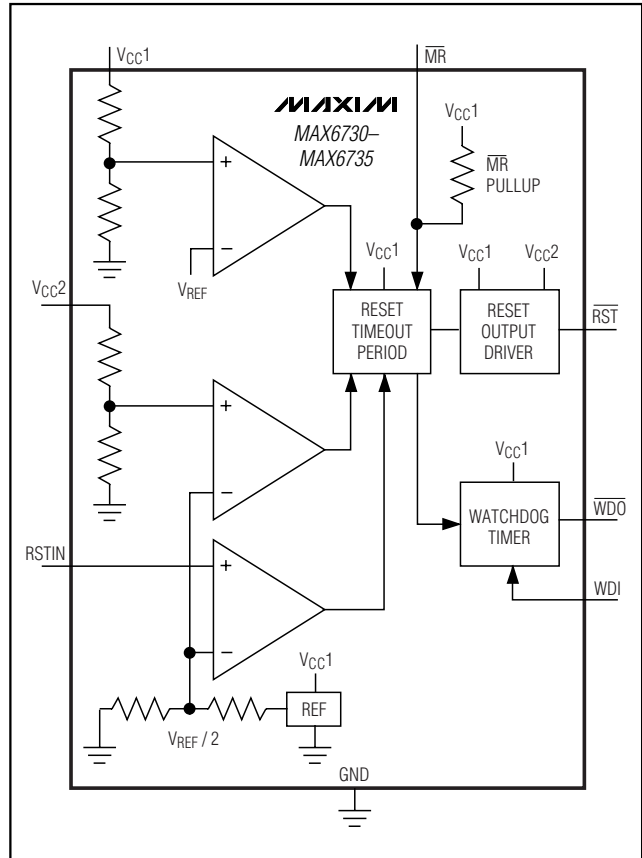 VCC1
MR
MAXIM
MAX6730–
MAX6735
VCC1
MR
PULLUP
+
−
VREF
VCC1
VCC1
VCC2
RESET
TIMEOUT
PERIOD
RESET
OUTPUT
DRIVER
RST
VCC2
+
−
VCC1
WATCHDOG
TIMER
WDO
WDI
RSTIN
+
−
VCC1
REF
VREF / 2
GND